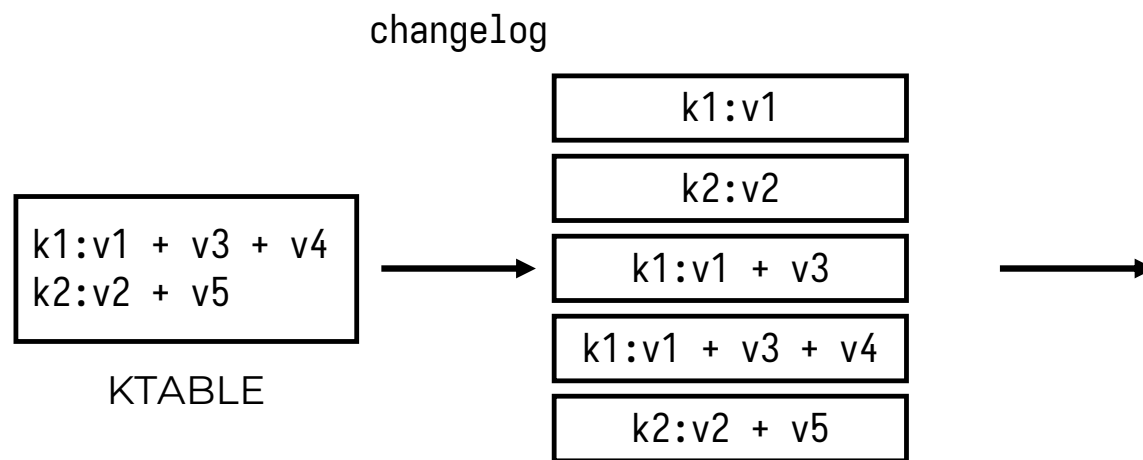 changelog
k1:v1 + v3 + v4
k2:v2 + v5
KTABLE
k1:v1
k2:v2
k1:v1 + v3
k1:v1 + v3 + v4
k2:v2 + v5